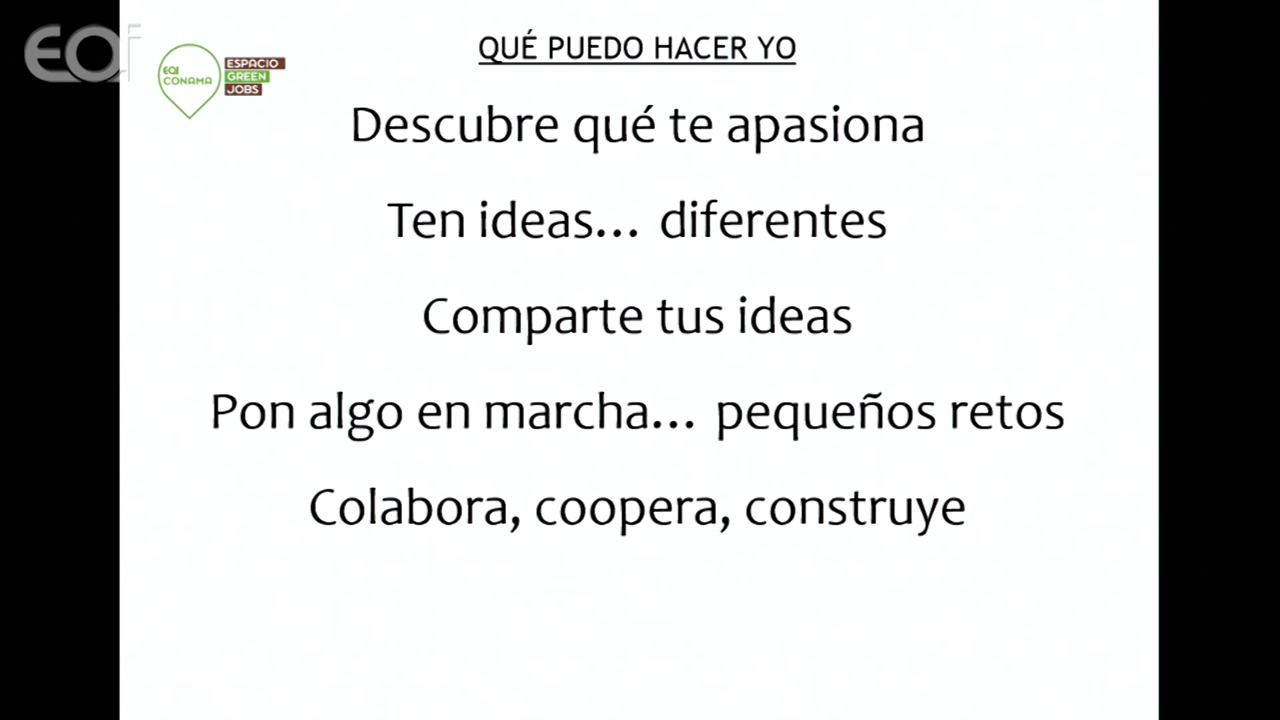 EOI
EOI
CONAMA
ESPACIO
GREEN
JOBS
QUÉ PUEDO HACER YO
Descubre qué te apasiona
Ten ideas… diferentes
Comparte tus ideas
Pon algo en marcha… pequeños retos
Colabora, coopera, construye